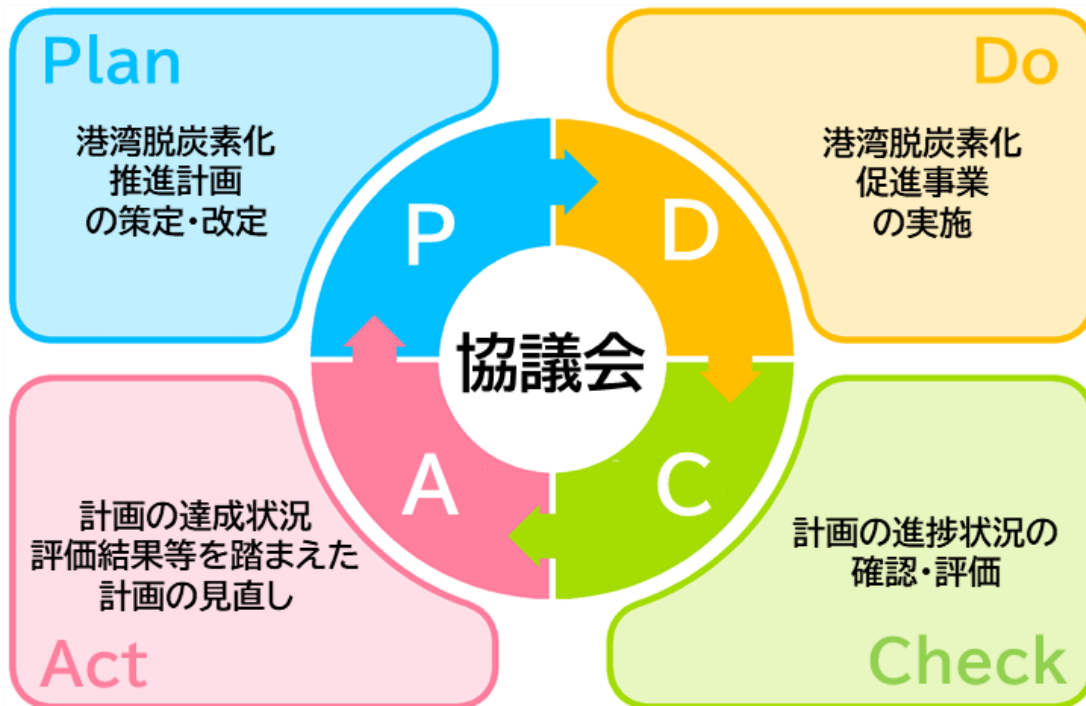 Plan
港湾脱炭素化
推進計画
の策定・改定
Do
港湾脱炭素化
促進事業
の実施
P
D
協議会
A
C
計画の達成状況
評価結果等を踏まえた
計画の見直し
Act
計画の進捗状況の
確認・評価
Check